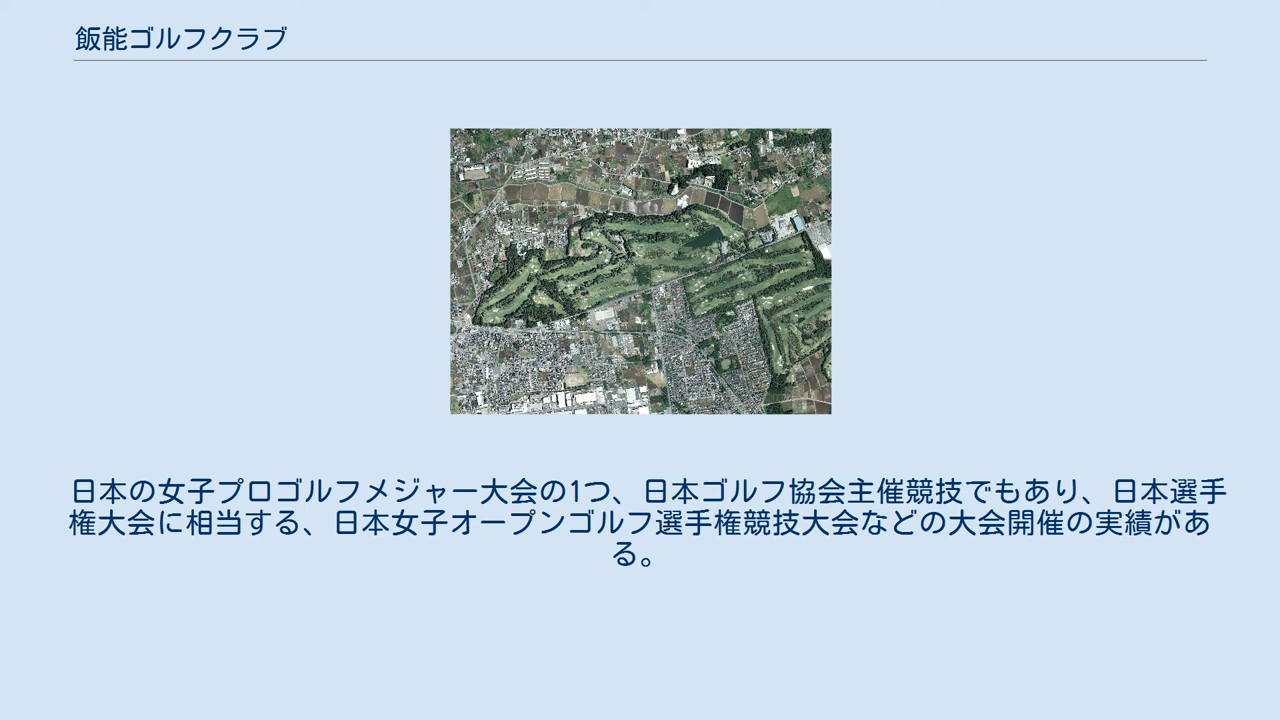 飯能ゴルフクラブ
日本の女子プロゴルフメジャー大会の1つ、日本ゴルフ協会主催競技でもあり、日本選手
権大会に相当する、日本女子オープンゴルフ選手権競技大会などの大会開催の実績があ
る。